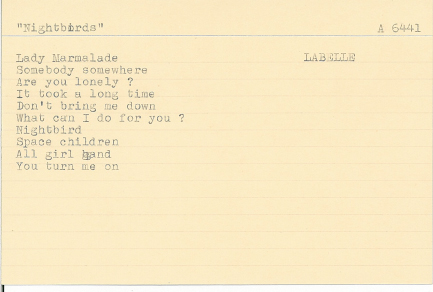 "Nightbirds" A 6441
Lady Marmalade LABELLE
Somebody somewhere
Are you lonely ?
It took a long time
Don't bring me down
What can I do for you ?
Nightbird
Space children
All girl band
You turn me on